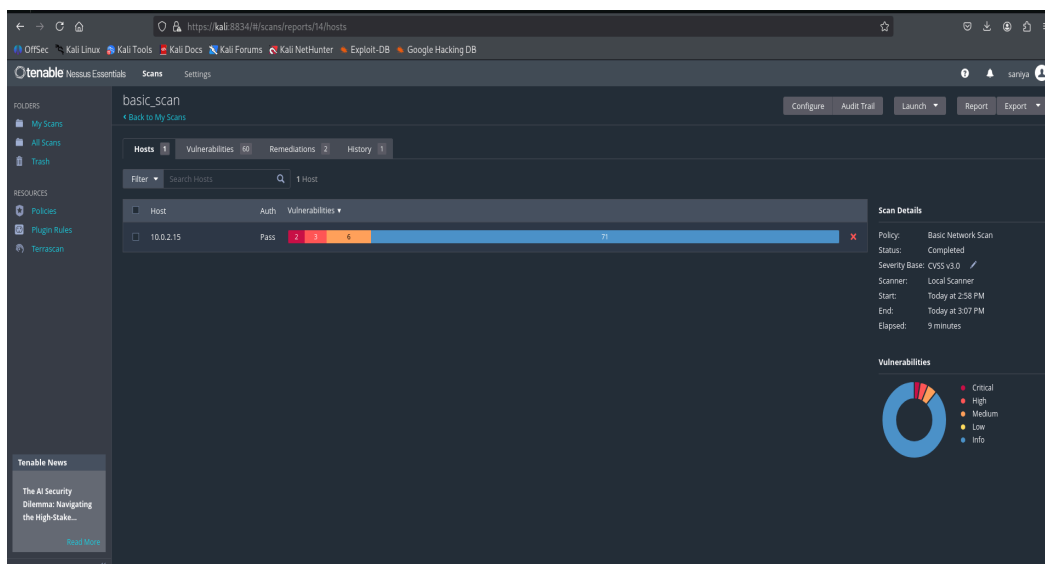 https://kali:8834/#/scans/reports/14/hosts
OffSec Kali Linux Kali Tools Kali Docs Kali Forums Kali NetHunter Exploit-DB Google Hacking DB
tenable Nessus Essentials Scans Settings saniya
FOLDERS
My Scans
All Scans
Trash
RESOURCES
Policies
Plugin Rules
Terrascan
Tenable News
The AI Security
Dilemma: Navigating
the High-Stake...
Read More
basic_scan
Back to My Scans
Configure Audit Trail Launch Report Export
Hosts 1 Vulnerabilities 60 Remediations 2 History 1
Filter Search Hosts 1 Host
Host Auth Vulnerabilities
10.0.2.15 Pass 2 3 6 71
Scan Details
Policy: Basic Network Scan
Status: Completed
Severity Base: CVSS v3.0
Scanner: Local Scanner
Start: Today at 2:58 PM
End: Today at 3:07 PM
Elapsed: 9 minutes
Vulnerabilities
Critical
High
Medium
Low
Info